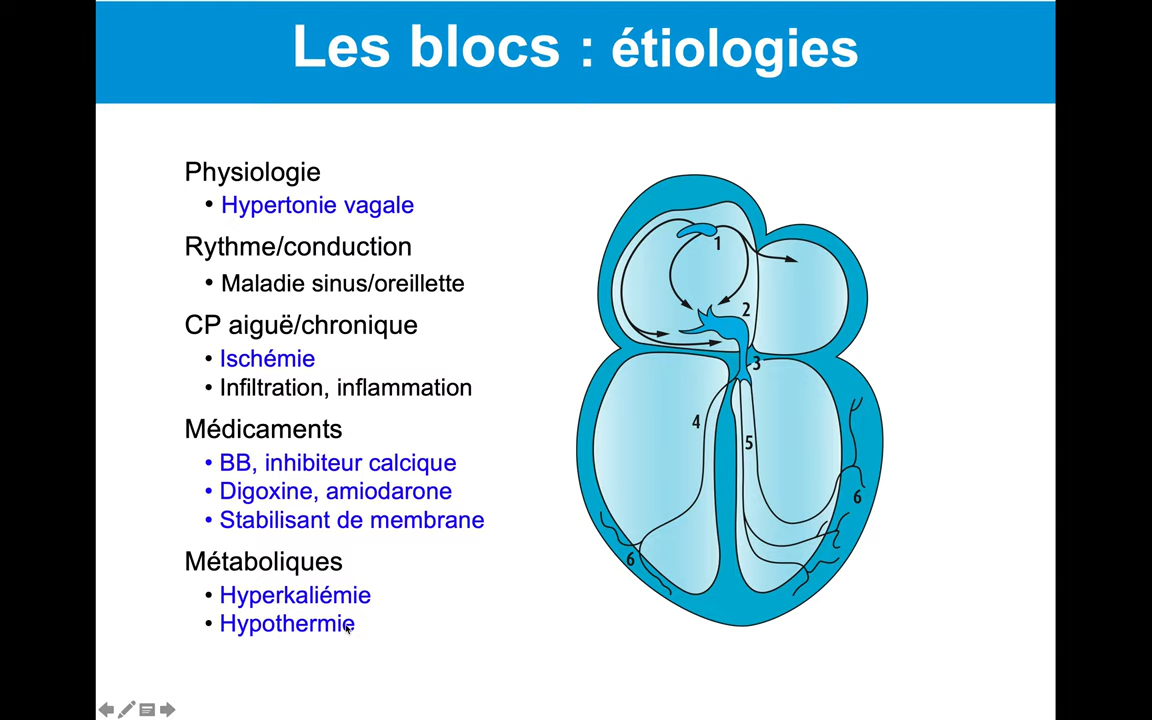 Les blocs : étiologies
Physiologie
• Hypertonie vagale
Rythme/conduction
• Maladie sinus/oreillette
CP aiguë/chronique
• Ischémie
• Infiltration, inflammation
Médicaments
• BB, inhibiteur calcique
• Digoxine, amiodarone
• Stabilisant de membrane
Métaboliques
• Hyperkaliémie
• Hypothermie
1
2
3
4
5
6
6